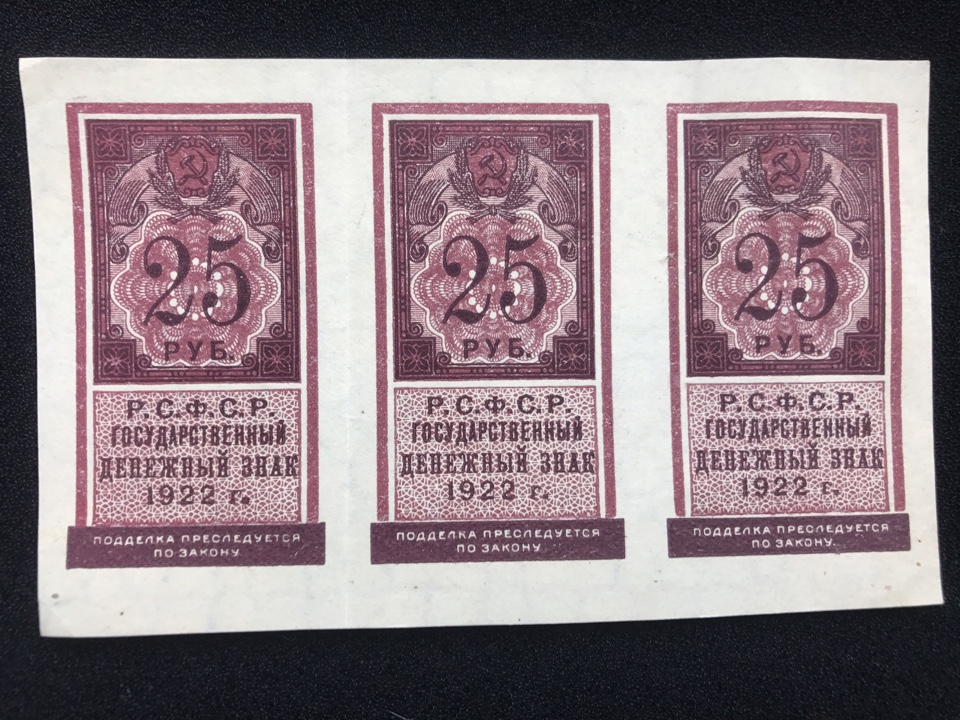 25
РУБ.
Р.С.Ф.С.Р.
ГОСУДАРСТВЕННЫЙ
ДЕНЕЖНЫЙ ЗНАК
1922 г.
ПОДДЕЛКА ПРЕСЛЕДУЕТСЯ
ПО ЗАКОНУ.
25
РУБ.
Р.С.Ф.С.Р.
ГОСУДАРСТВЕННЫЙ
ДЕНЕЖНЫЙ ЗНАК
1922 г.
ПОДДЕЛКА ПРЕСЛЕДУЕТСЯ
ПО ЗАКОНУ.
25
РУБ.
Р.С.Ф.С.Р.
ГОСУДАРСТВЕННЫЙ
ДЕНЕЖНЫЙ ЗНАК
1922 г.
ПОДДЕЛКА ПРЕСЛЕДУЕТСЯ
ПО ЗАКОНУ.